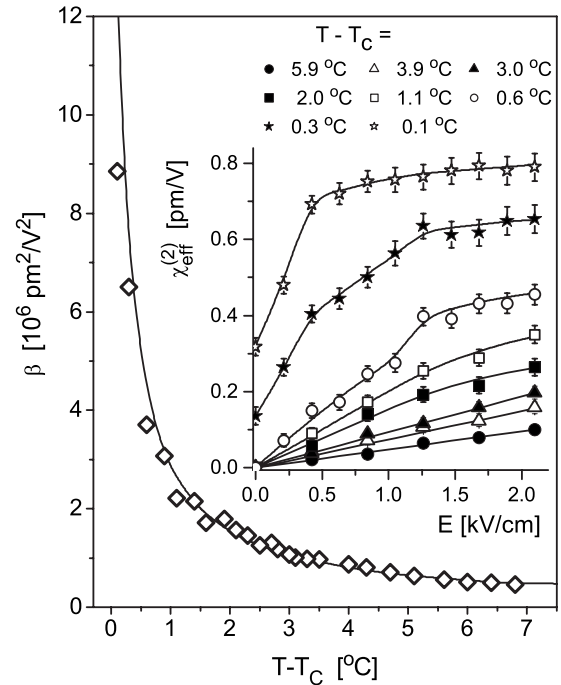 T - T_C =
5.9 °C 3.9 °C 3.0 °C
2.0 °C 1.1 °C 0.6 °C
0.3 °C 0.1 °C
12
10
8
6
4
2
0
β [10⁶ pm²/V²]
0.8
0.6
0.4
0.2
0.0
χ_eff^(2) [pm/V]
0.0 0.5 1.0 1.5 2.0
E [kV/cm]
0 1 2 3 4 5 6 7
T-T_C [°C]